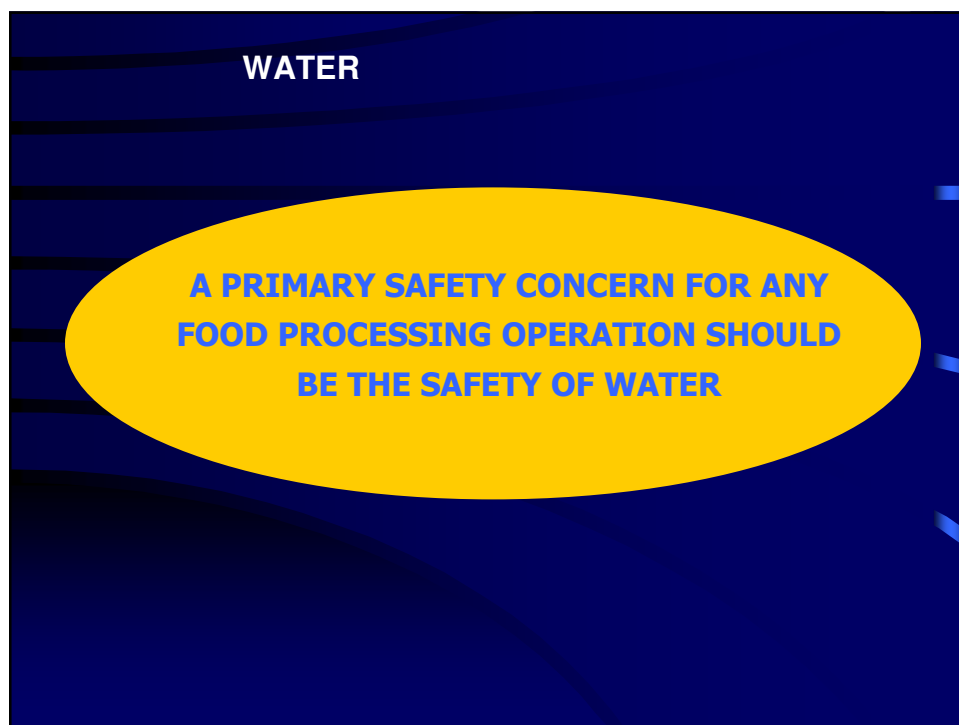 WATER
A PRIMARY SAFETY CONCERN FOR ANY
FOOD PROCESSING OPERATION SHOULD
BE THE SAFETY OF WATER